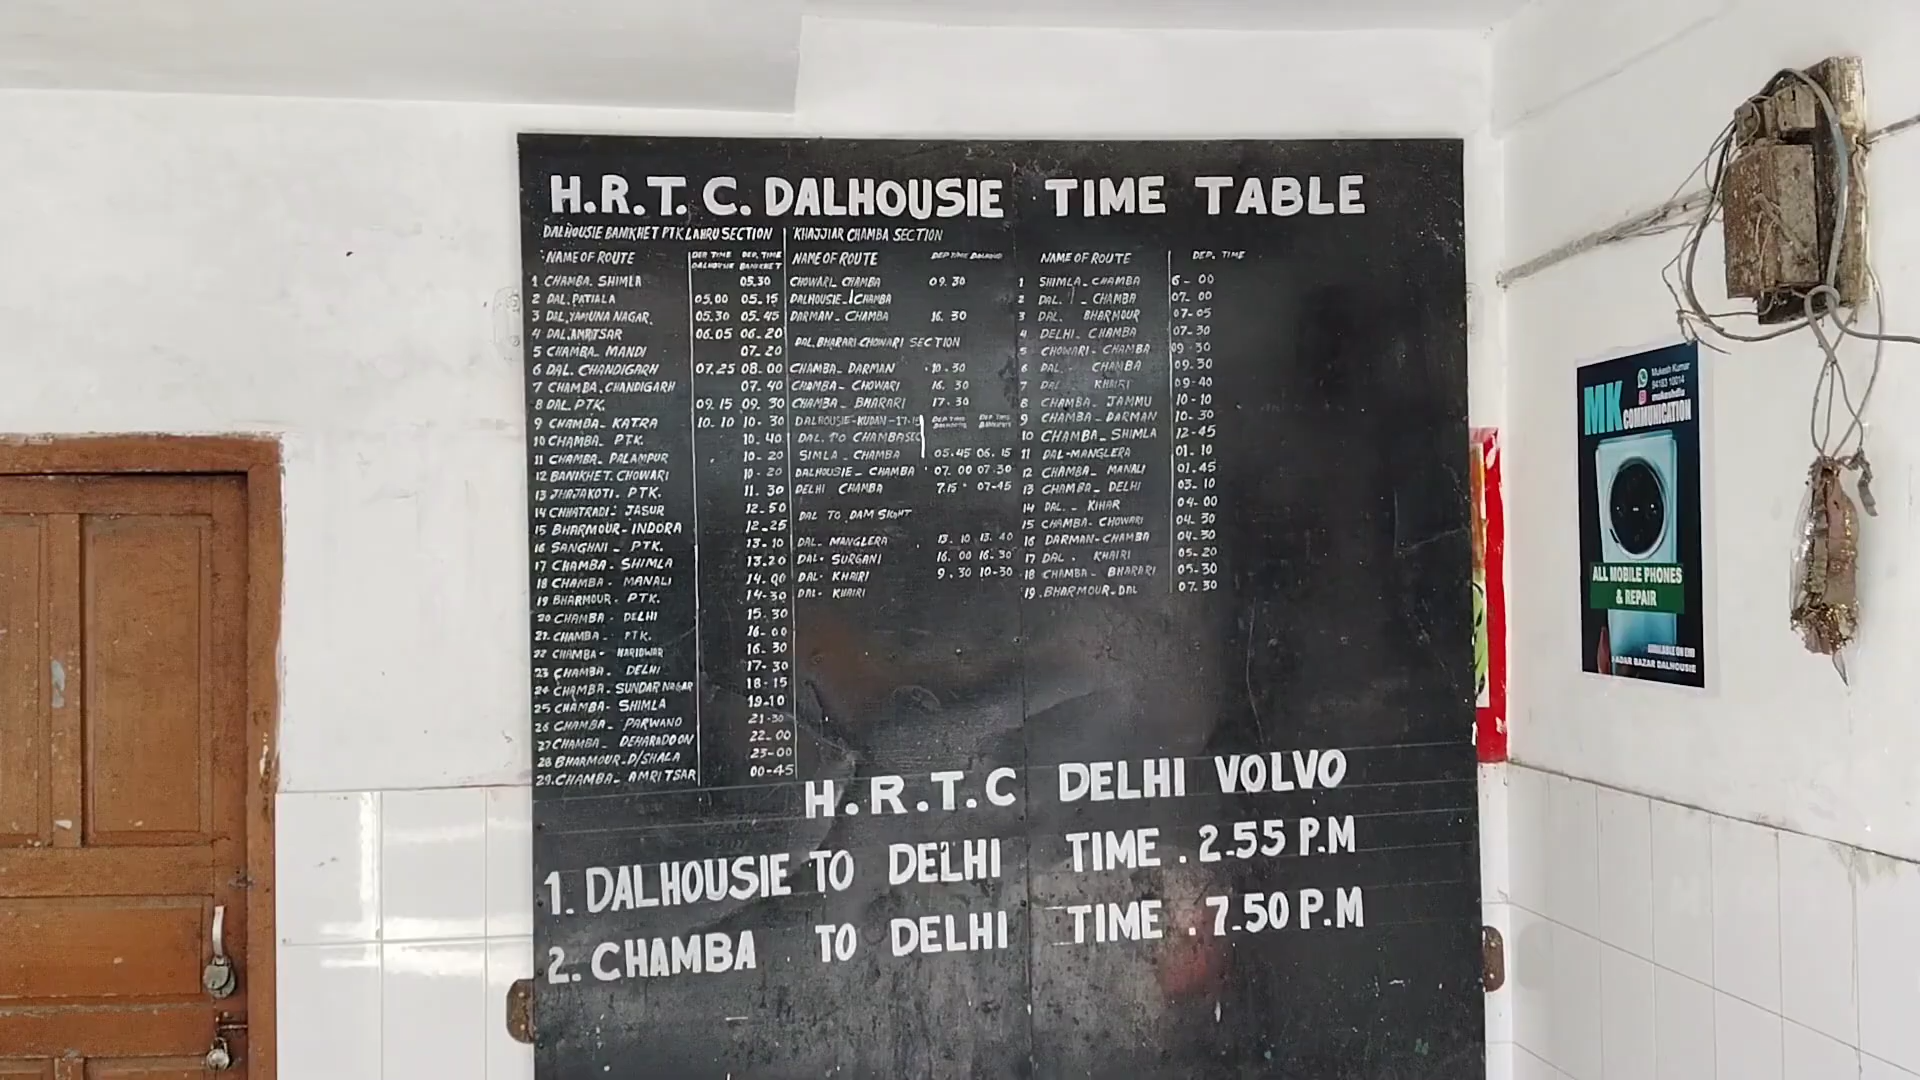 H.R.T.C. DALHOUSIE TIME TABLE
DALHOUSIE BANIKHET PTK LAHRU SECTION
NAME OF ROUTE DEP. TIME DALHOUSIE DEP. TIME BANIKHET
1 CHAMBA. SHIMLA 05.30
2 DAL. PATIALA 05.00 05.15
3 DAL. YAMUNA NAGAR. 05.30 05.45
4 DAL. AMRITSAR 06.05 06.20
5 CHAMBA- MANDI 07.20
6 DAL. CHANDIGARH 07.25 08.00
7 CHAMBA. CHANDIGARH 07.40
8 DAL. PTK. 09.15 09.30
9 CHAMBA- KATRA 10.10 10-30
10 CHAMBA- PTK. 10.40
11 CHAMBA- PALAMPUR 10-20
12 BANIKHET. CHOWARI 10-20
13 JHAJAKOTI- PTK. 11.30
14 CHHATRADI- JASUR 12-50
15 BHARMOUR- INDORA 12-25
16 SANGHNI - PTK. 13-10
17 CHAMBA- SHIMLA 13.20
18 CHAMBA- MANALI 14.00
19 BHARMOUR- PTK. 14-30
20 CHAMBA- DELHI 15.30
21. CHAMBA- PTK. 16-00
22 CHAMBA- HARIDWAR 16.30
23 CHAMBA- DELHI 17-30
24 CHAMBA- SUNDAR NAGAR 18-15
25 CHAMBA- SHIMLA 19-10
26 CHAMBA- PARWANO 21-30
27 CHAMBA- DEHARADOON 22-00
28 BHARMOUR-D/SHALA 23-00
29. CHAMBA- AMRITSAR 00-45
KHAJJIAR CHAMBA SECTION
NAME OF ROUTE DEP TIME
CHOWARI CHAMBA 09.30
DALHOUSIE-CHAMBA
DARMAN- CHAMBA 16.30
DAL. BHARARI CHOWARI SECTION
CHAMBA- DARMAN 10.30
CHAMBA- CHOWARI 16.30
CHAMBA- BHARARI 17.30
DALHOUSIE- DEP TIME DEP TIME
DAL. TO CHAMBA SEC
SIMLA - CHAMBA 05.45 06.15
DALHOUSIE- CHAMBA 07.00 07.30
DELHI CHAMBA 7.15 07-45
DAL TO DAM SIGHT
DAL- MANGLERA 13.10 13.40
DAL- SURGANI 16.00 16-30
DAL- KHAIRI 9.30 10-30
DAL- KHAIRI
NAME OF ROUTE DEP. TIME
1 SHIMLA- CHAMBA 6-00
2 DAL. - CHAMBA 07-00
3 DAL. BHARMOUR 07-05
4 DELHI- CHAMBA 07-30
5 CHOWARI- CHAMBA 09-30
6 DAL- CHAMBA 09-30
7 DAL KHAIRI 09-40
8 CHAMBA- JAMMU 10-10
9 CHAMBA- DARMAN 10-30
10 CHAMBA- SHIMLA 12-45
11 DAL-MANGLERA 01.10
12 CHAMBA- MANALI 01.45
13 CHAMBA- DELHI 03-10
14 DAL. - KIHAR 04-00
15 CHAMBA- CHOWARI 04.30
16 DARMAN-CHAMBA 04-30
17 DAL- KHAIRI 05-20
18 CHAMBA- BHARARI 05-30
19. BHARMOUR-DAL 07.30
H.R.T.C DELHI VOLVO
1. DALHOUSIE TO DELHI TIME . 2-55 P.M
2. CHAMBA TO DELHI TIME . 7.50 P.M
MK COMMUNICATION
Mukesh Kumar
94183 10014
ALL MOBILE PHONES
& REPAIR
AVAILABLE ON EMI
BAZAR DALHOUSIE